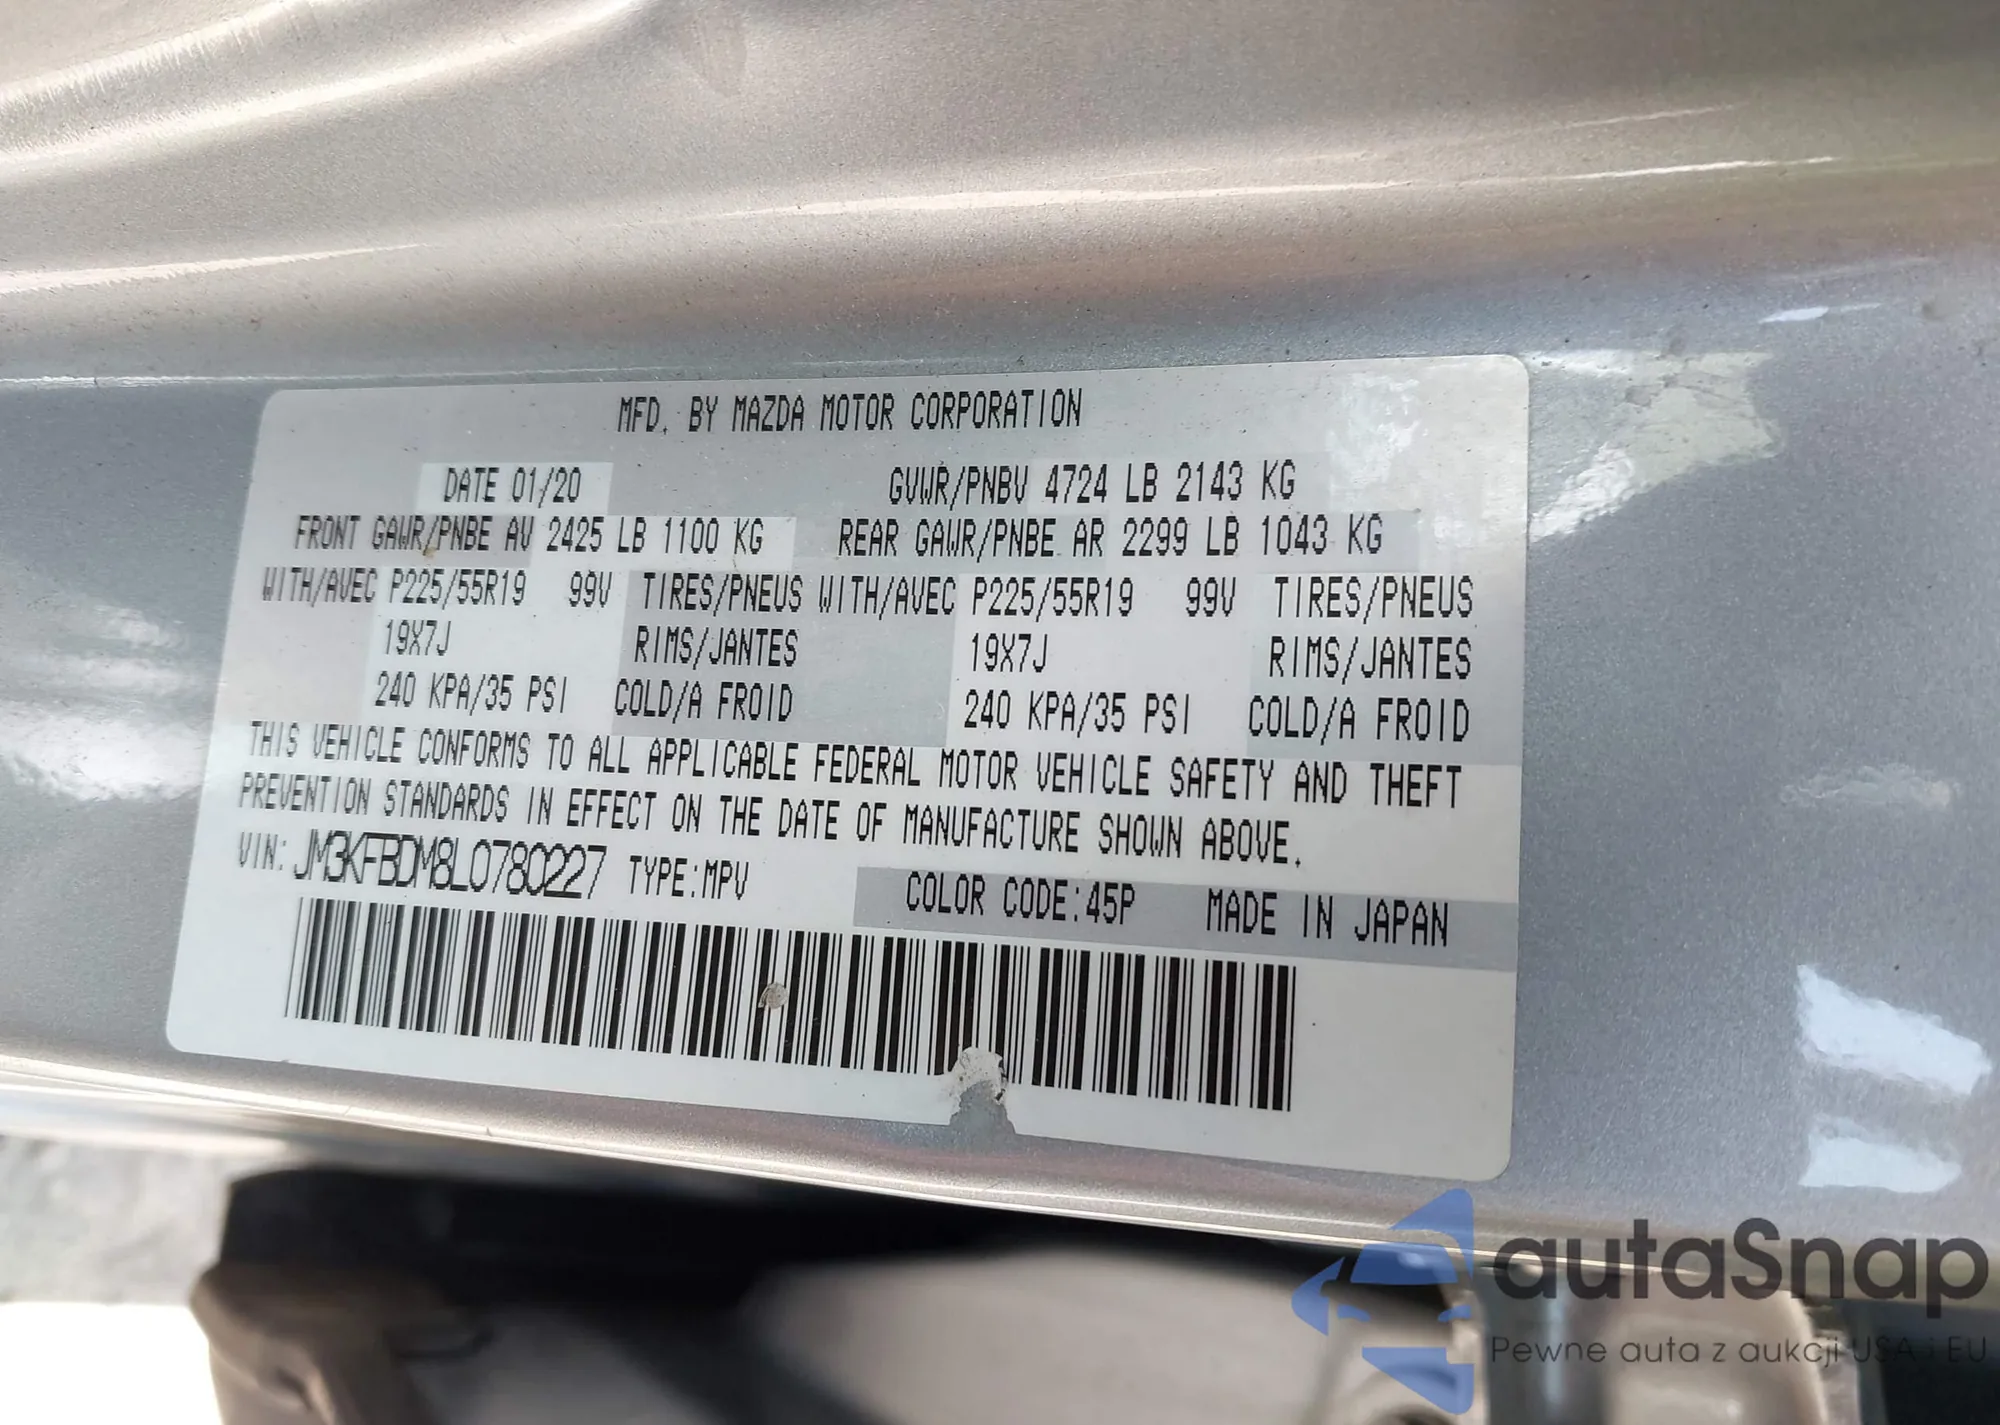 MFD. BY MAZDA MOTOR CORPORATION
DATE 01/20 GVWR/PNBV 4724 LB 2143 KG
FRONT GAWR/PNBE AV 2425 LB 1100 KG REAR GAWR/PNBE AR 2299 LB 1043 KG
WITH/AVEC P225/55R19 99V TIRES/PNEUS WITH/AVEC P225/55R19 99V TIRES/PNEUS
19X7J RIMS/JANTES 19X7J RIMS/JANTES
240 KPA/35 PSI COLD/A FROID 240 KPA/35 PSI COLD/A FROID
THIS VEHICLE CONFORMS TO ALL APPLICABLE FEDERAL MOTOR VEHICLE SAFETY AND THEFT
PREVENTION STANDARDS IN EFFECT ON THE DATE OF MANUFACTURE SHOWN ABOVE.
VIN: JM3KFBDM8L0780227 TYPE:MPV COLOR CODE:45P MADE IN JAPAN
autaSnap
Pewne auta z aukcji USA i EU